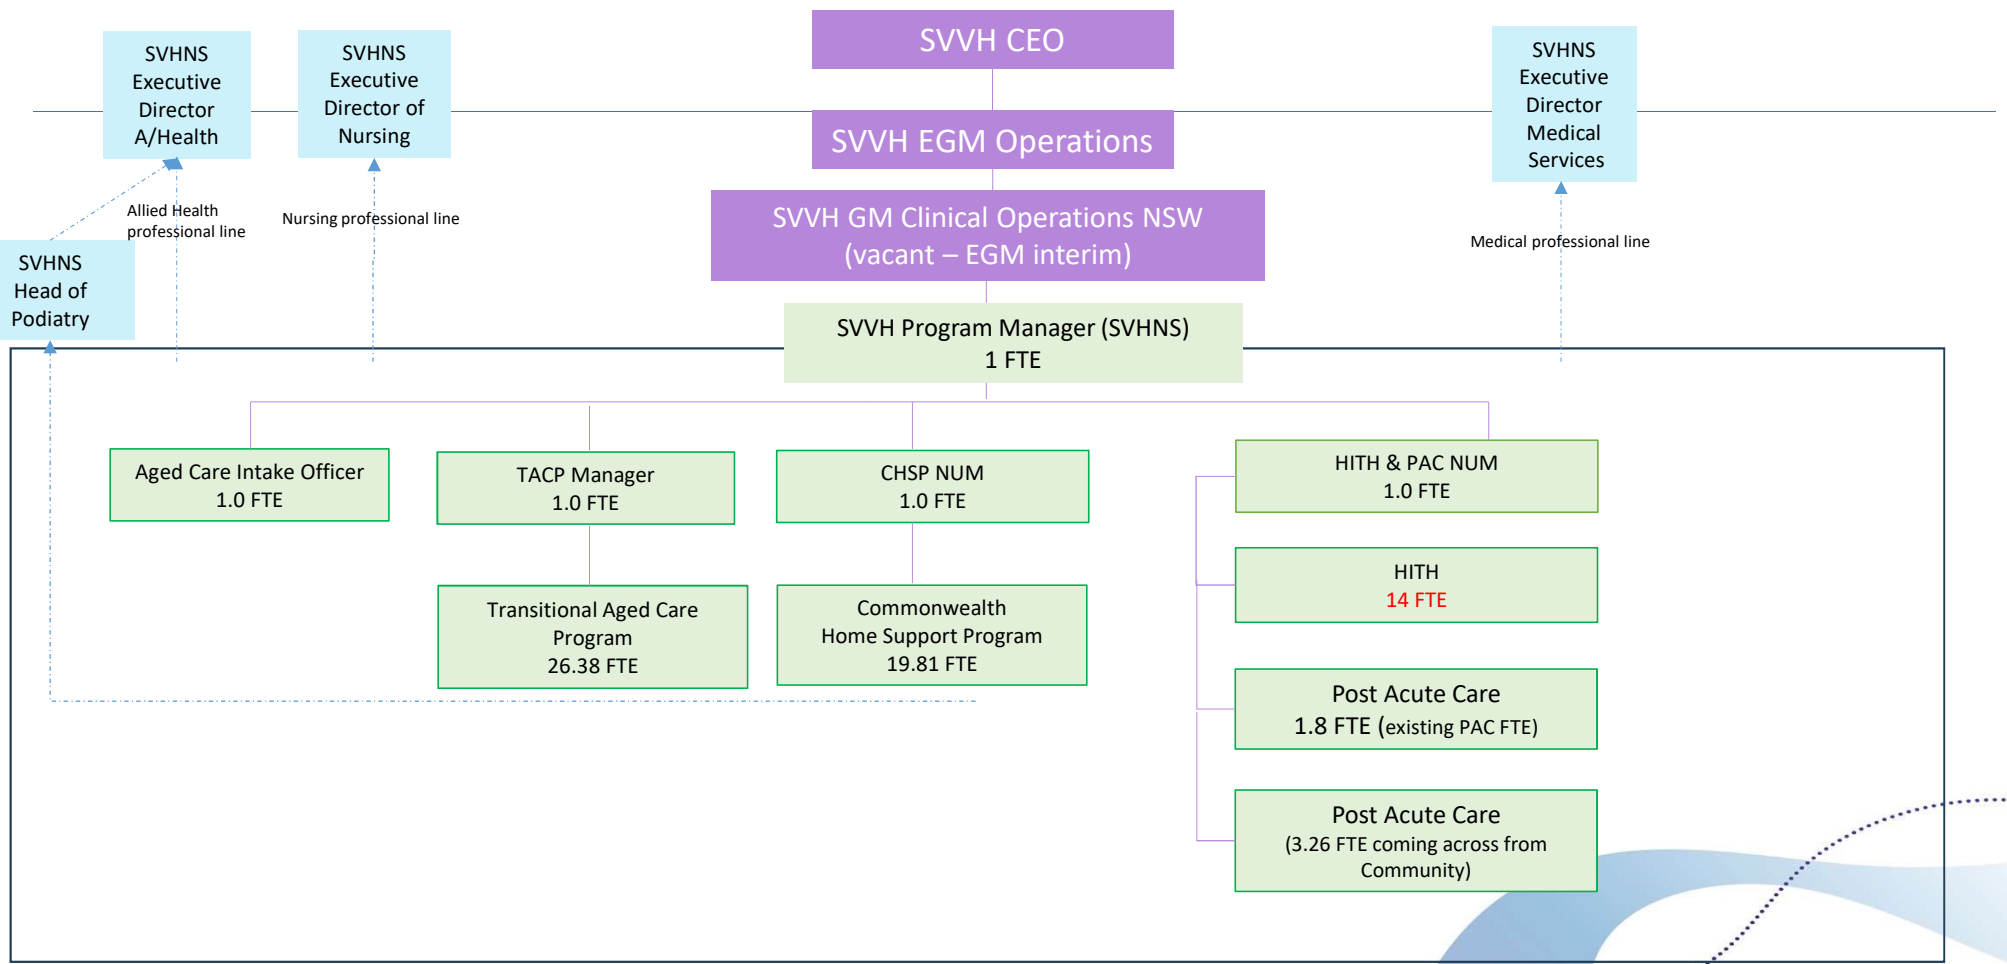 SVHNS
Executive
Director
A/Health
SVHNS
Executive
Director of
Nursing
SVVH CEO
SVHNS
Executive
Director
Medical
Services
SVVH EGM Operations
Allied Health
professional line
Nursing professional line
SVVH GM Clinical Operations NSW
(vacant – EGM interim)
Medical professional line
SVHNS
Head of
Podiatry
SVVH Program Manager (SVHNS)
1 FTE
Aged Care Intake Officer
1.0 FTE
TACP Manager
1.0 FTE
CHSP NUM
1.0 FTE
HITH & PAC NUM
1.0 FTE
HITH
14 FTE
Transitional Aged Care
Program
26.38 FTE
Commonwealth
Home Support Program
19.81 FTE
Post Acute Care
1.8 FTE (existing PAC FTE)
Post Acute Care
(3.26 FTE coming across from
Community)